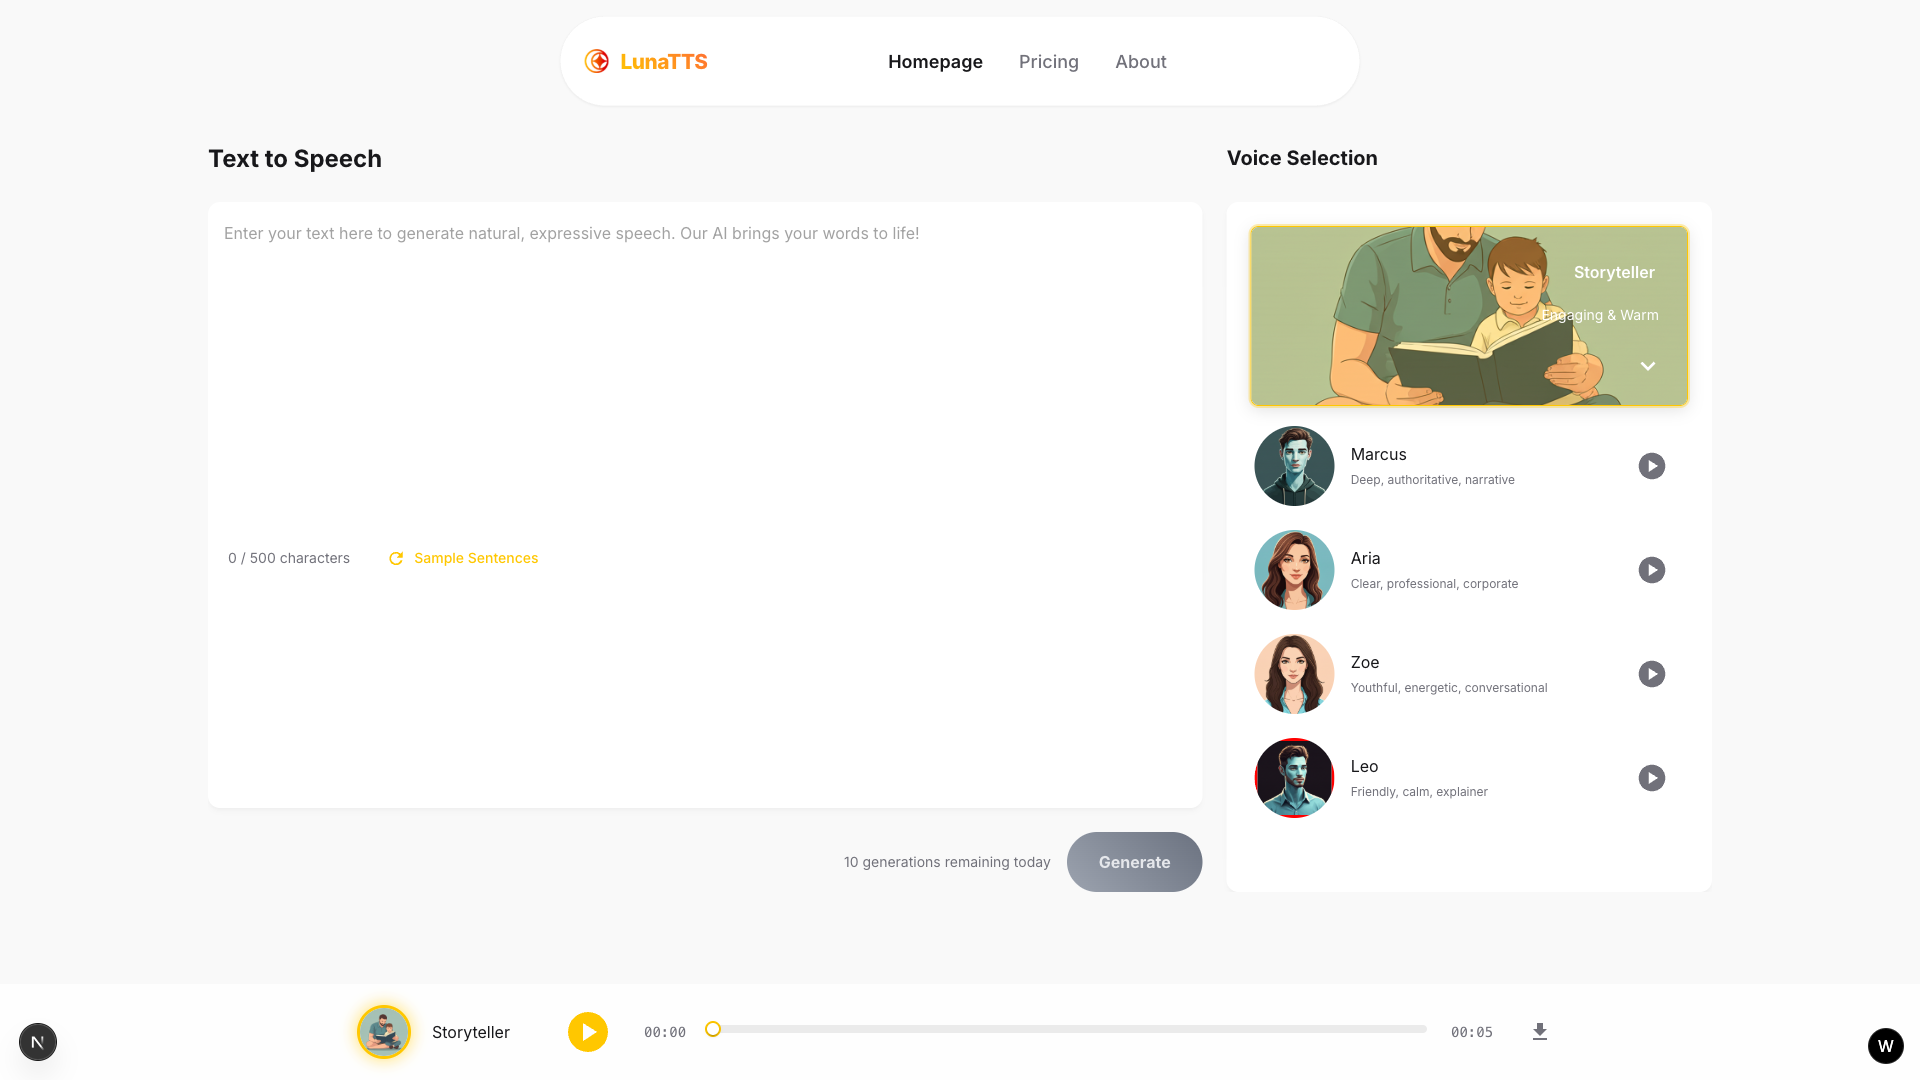 LunaTTS
Homepage
Pricing
About
Text to Speech
Voice Selection
Enter your text here to generate natural, expressive speech. Our AI brings your words to life!
0 / 500 characters
Sample Sentences
Storyteller
Engaging & Warm
Marcus
Deep, authoritative, narrative
Aria
Clear, professional, corporate
Zoe
Youthful, energetic, conversational
Leo
Friendly, calm, explainer
10 generations remaining today
Generate
N
Storyteller
00:00
00:05
W